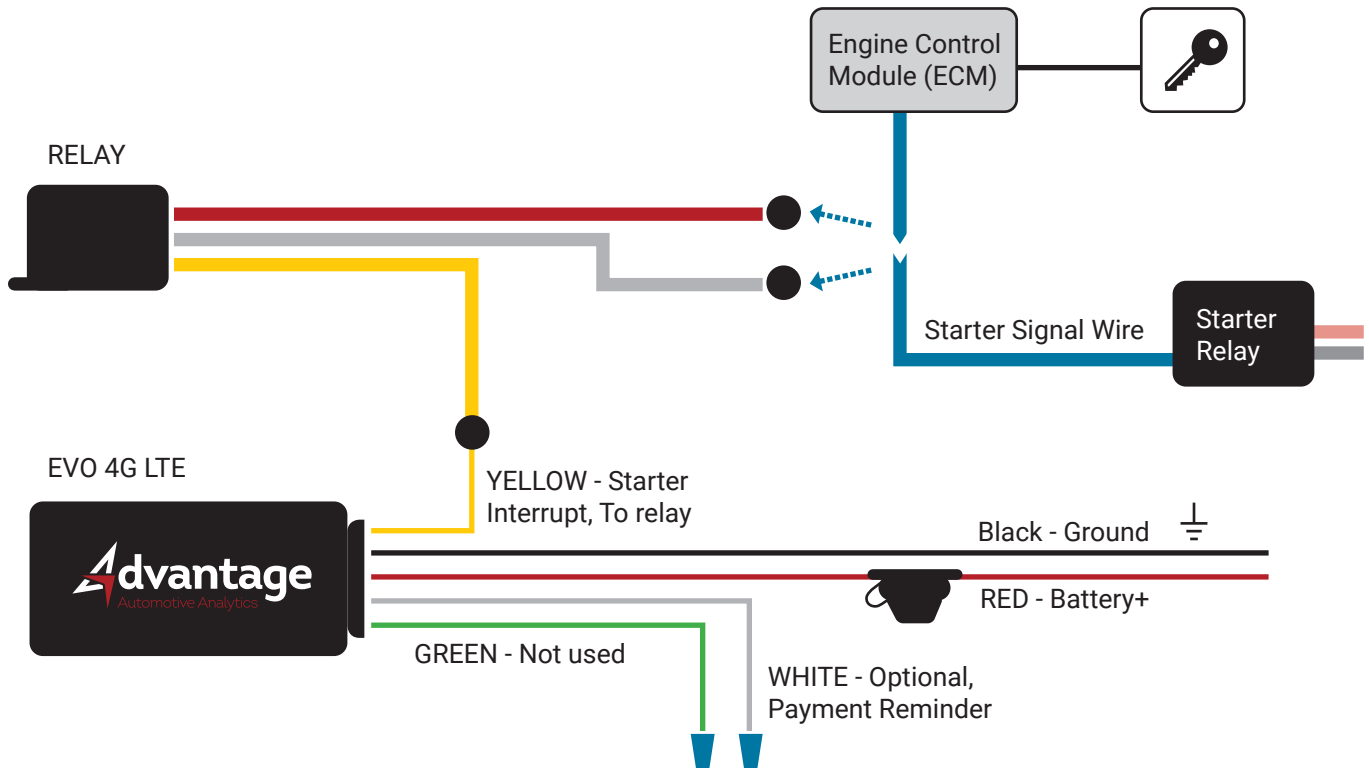 Engine Control
Module (ECM)
RELAY
Starter Signal Wire
Starter
Relay
EVO 4G LTE
YELLOW - Starter
Interrupt, To relay
Black - Ground
Advantage
Automotive Analytics
RED - Battery+
GREEN - Not used
WHITE - Optional,
Payment Reminder